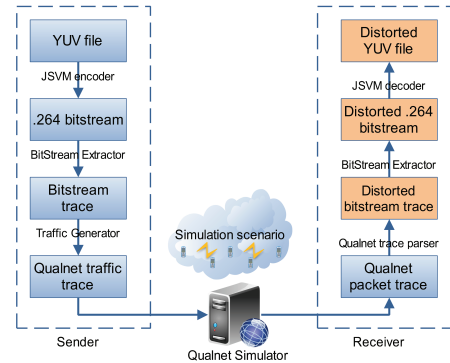 YUV file
JSVM encoder
.264 bitstream
BitStream Extractor
Bitstream
trace
Traffic Generator
Qualnet traffic
trace
Sender
Simulation scenario
Qualnet Simulator
Distorted
YUV file
JSVM decoder
Distorted .264
bitstream
BitStream Extractor
Distorted
bitstream trace
Qualnet trace parser
Qualnet
packet trace
Receiver